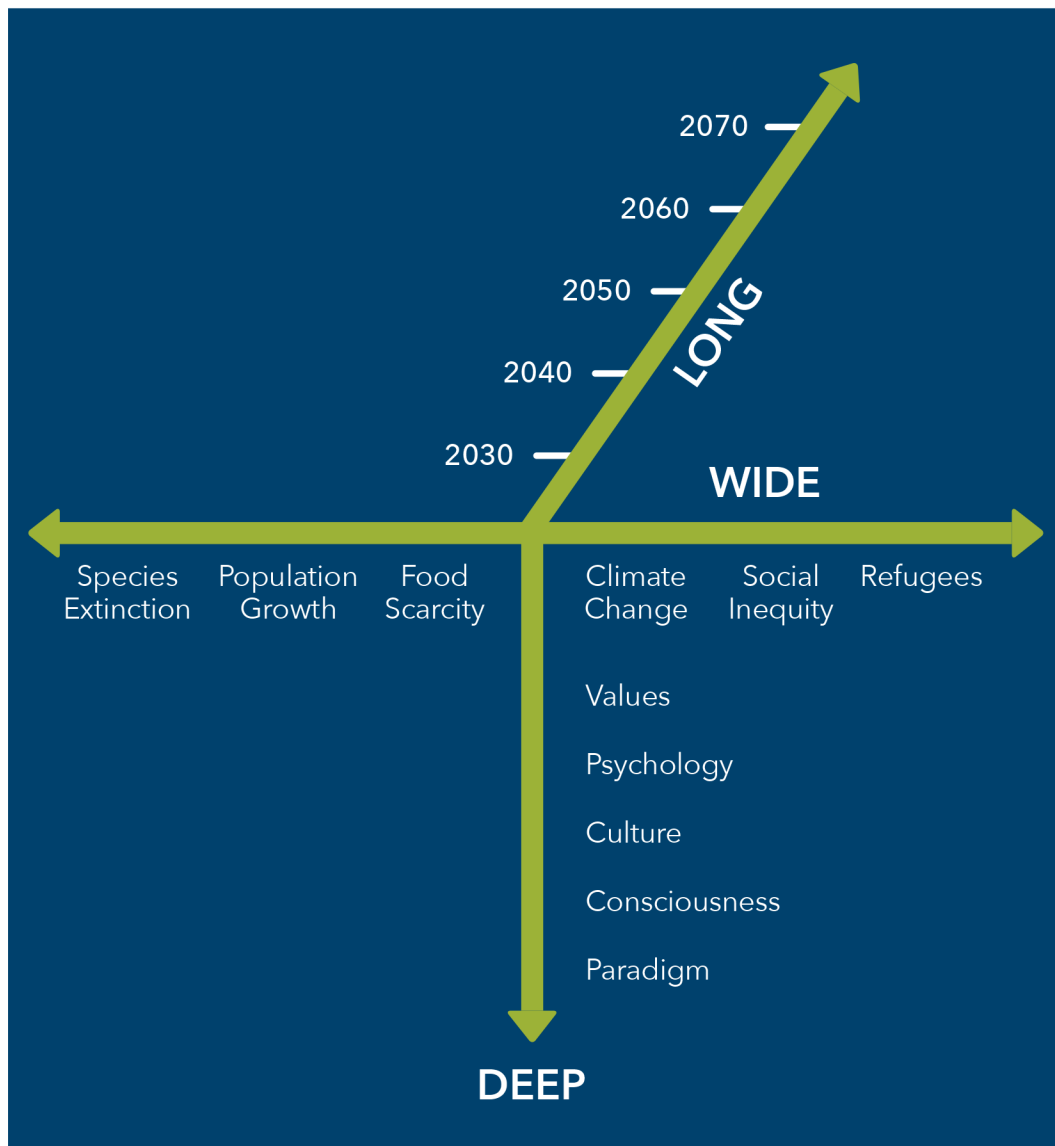 2070
2060
2050
LONG
2040
2030
WIDE
Species
Extinction
Population
Growth
Food
Scarcity
Climate
Change
Social
Inequity
Refugees
Values
Psychology
Culture
Consciousness
Paradigm
DEEP